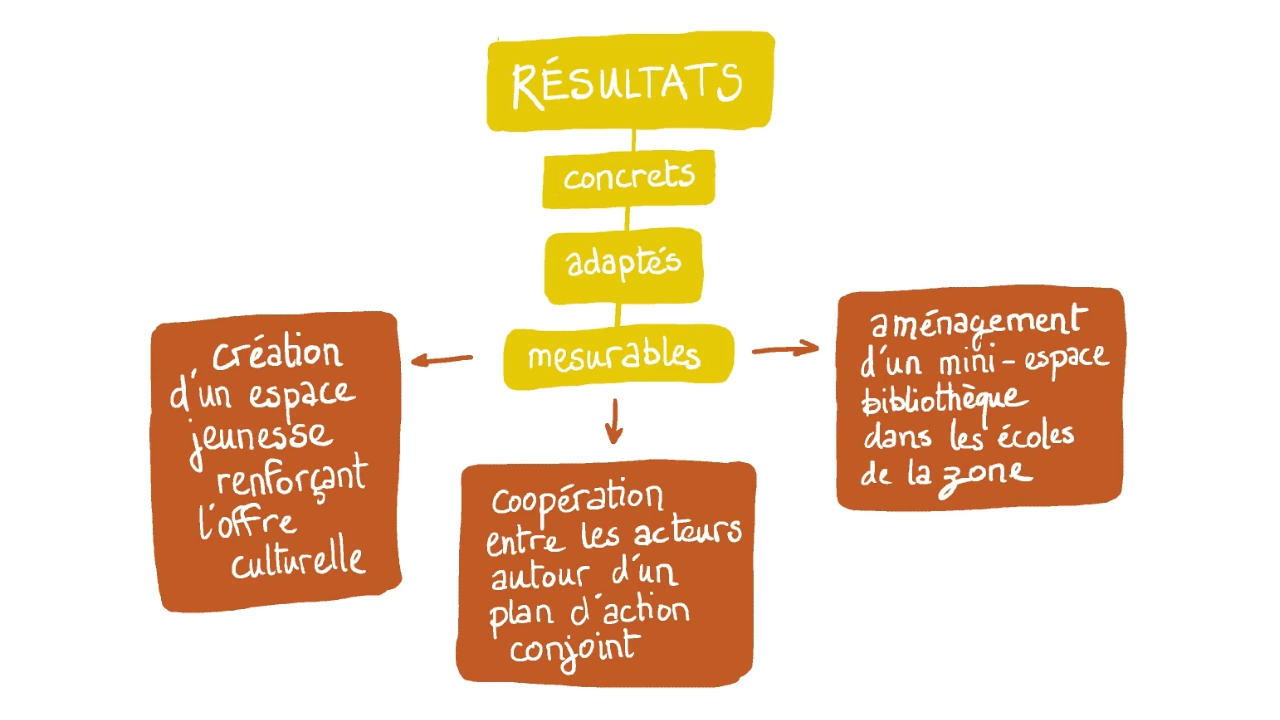 RÉSULTATS
concrets
adaptés
mesurables
création
d'un espace
jeunesse
renforçant
l'offre
culturelle
coopération
entre les acteurs
autour d'un
plan d'action
conjoint
aménagement
d'un mini-espace
bibliothèque
dans les écoles
de la zone